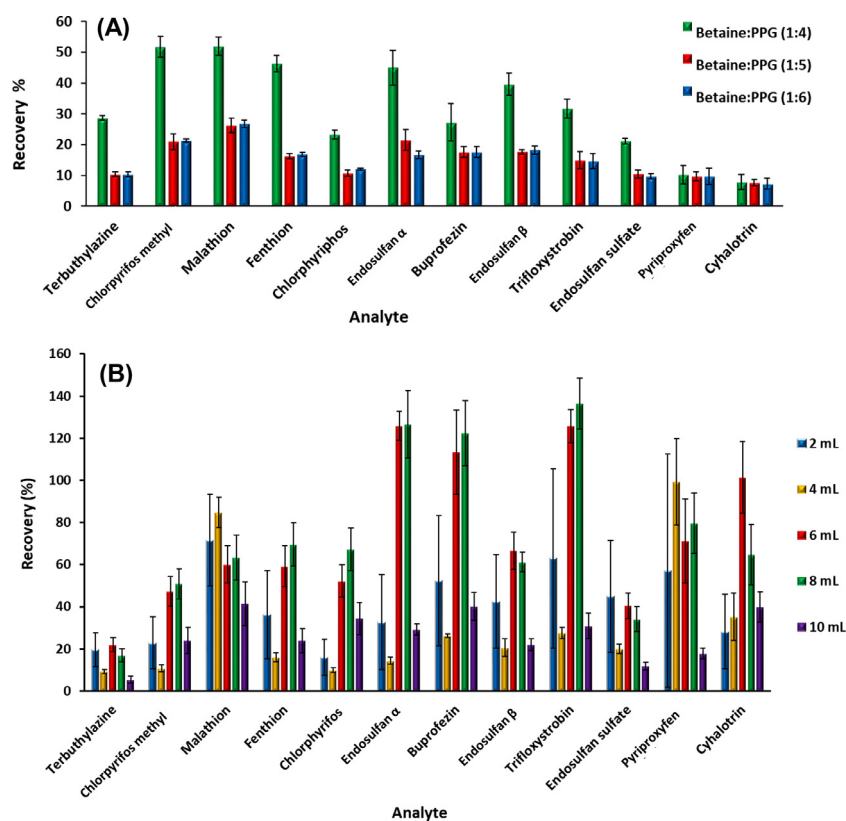 (A)
Recovery %
60
50
40
30
20
10
0
Betaine:PPG (1:4)
Betaine:PPG (1:5)
Betaine:PPG (1:6)
Terbuthylazine
Chlorpyrifos methyl
Malathion
Fenthion
Chlorphyriphos
Endosulfan α
Buprofezin
Endosulfan β
Trifloxystrobin
Endosulfan sulfate
Pyriproxyfen
Cyhalotrin
Analyte
(B)
Recovery (%)
160
140
120
100
80
60
40
20
0
2 mL
4 mL
6 mL
8 mL
10 mL
Terbuthylazine
Chlorpyrifos methyl
Malathion
Fenthion
Chlorphyrifos
Endosulfan α
Buprofezin
Endosulfan β
Trifloxystrobin
Endosulfan sulfate
Pyriproxyfen
Cyhalotrin
Analyte